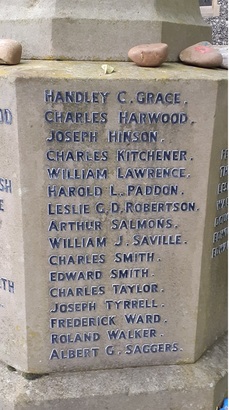 HANDLEY C. GRACE.
CHARLES HARWOOD.
JOSEPH HINSON.
CHARLES KITCHENER.
WILLIAM LAWRENCE.
HAROLD L. PADDON.
LESLIE G. D. ROBERTSON.
ARTHUR SALMONS.
WILLIAM J. SAVILLE.
CHARLES SMITH.
EDWARD SMITH.
CHARLES TAYLOR.
JOSEPH TYRRELL.
FREDERICK WARD.
ROLAND WALKER.
ALBERT G. SAGGERS.